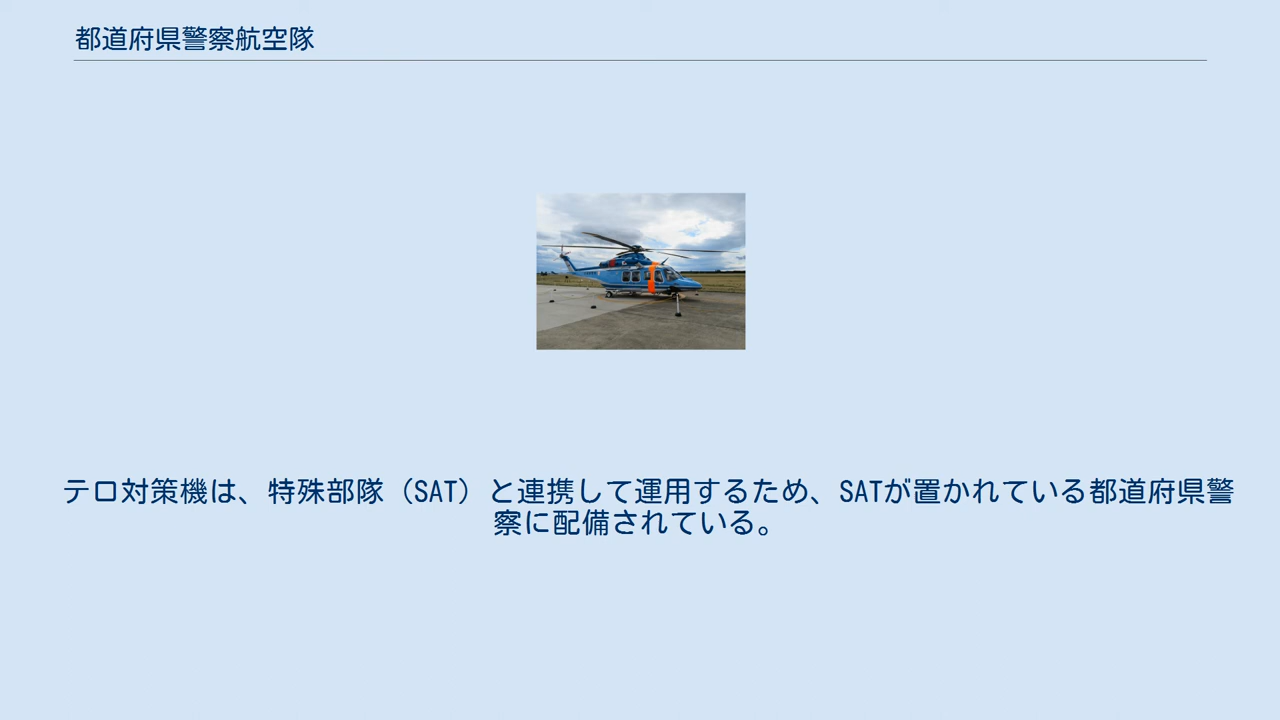 都道府県警察航空隊
テロ対策機は、特殊部隊（SAT）と連携して運用するため、SATが置かれている都道府県警
察に配備されている。